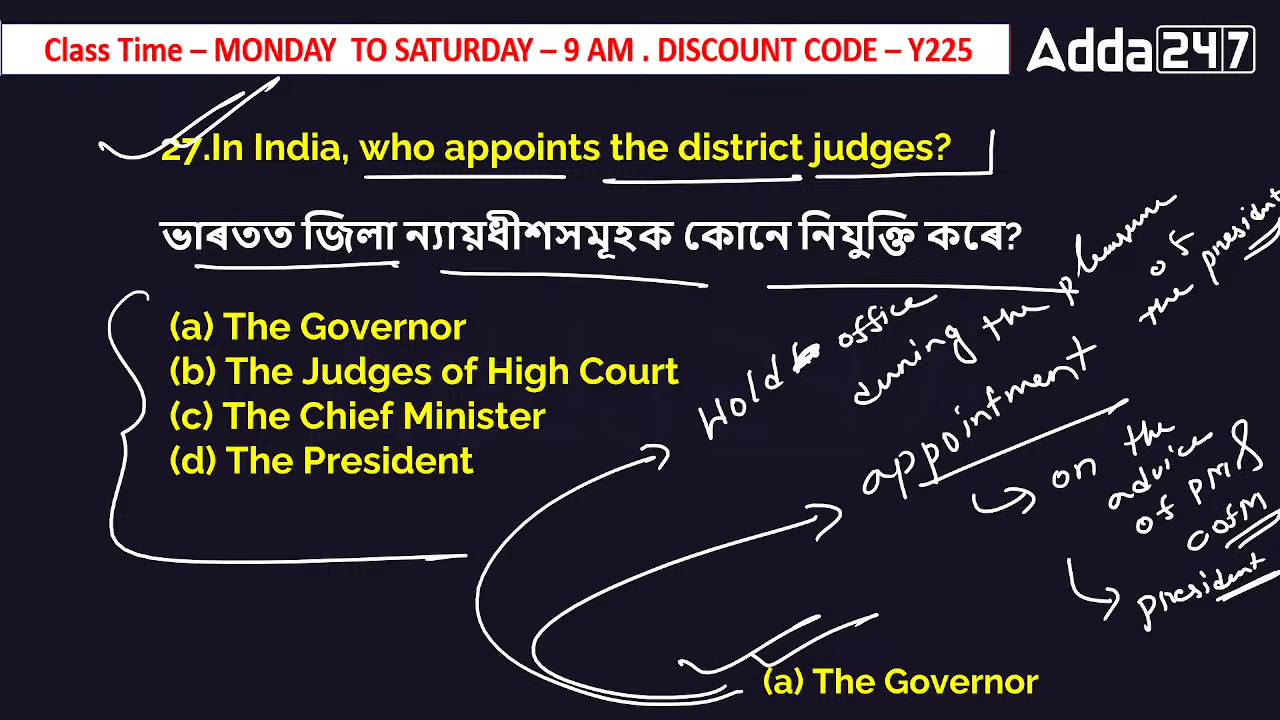 Class Time – MONDAY TO SATURDAY – 9 AM . DISCOUNT CODE – Y225
Adda247
27.In India, who appoints the district judges?
ভাৰতত জিলা ন্যায়ধীশসমূহক কোনে নিযুক্তি কৰে?
(a) The Governor
(b) The Judges of High Court
(c) The Chief Minister
(d) The President
Hold office
during the pleasure
of
the president
appointment
on the
advice
of PM &
COfM
president
(a) The Governor